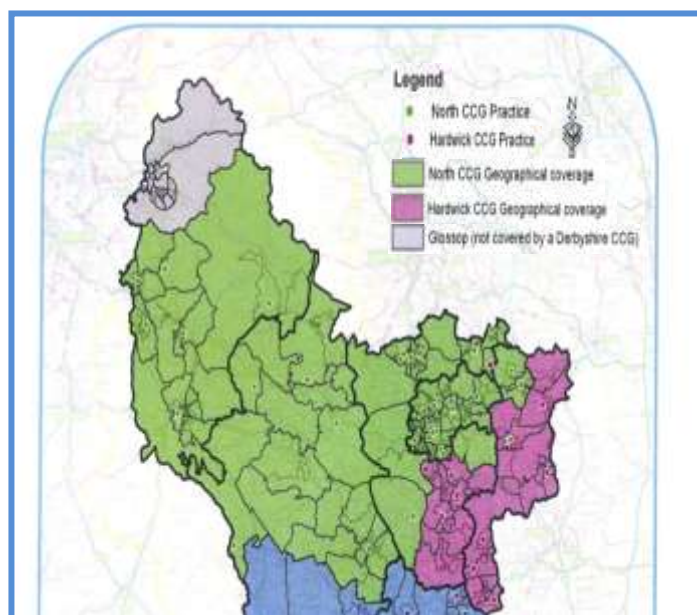 Legend
N
North CCG Practice
Hardwick CCG Practice
North CCG Geographical coverage
Hardwick CCG Geographical coverage
Glossop (not covered by a Derbyshire CCG)